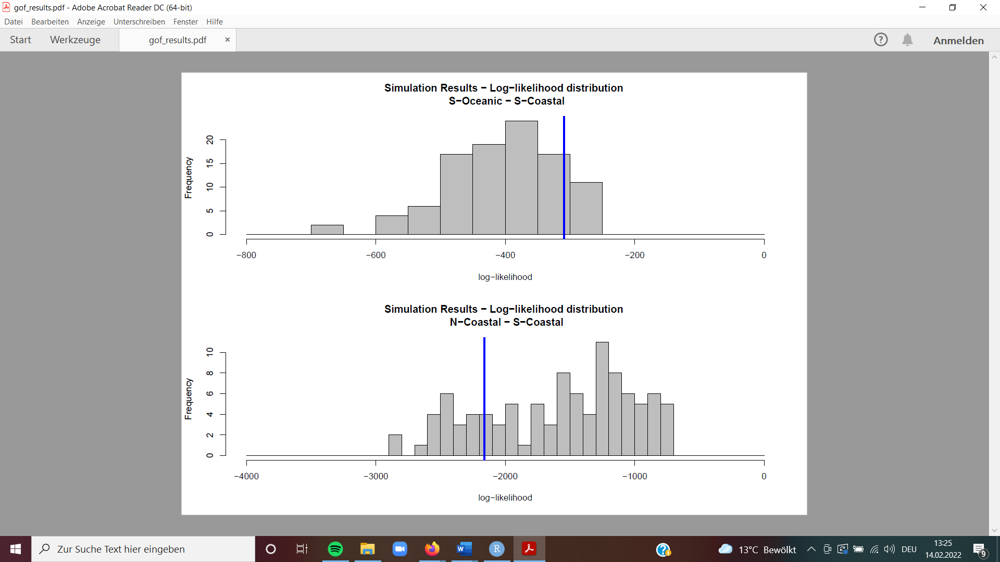 gof_results.pdf - Adobe Acrobat Reader DC (64-bit)
Datei Bearbeiten Anzeige Unterschreiben Fenster Hilfe
Start Werkzeuge gof_results.pdf × ? Anmelden
Simulation Results − Log−likelihood distribution
S−Oceanic − S−Coastal
Frequency
20
15
10
5
0
−800 −600 −400 −200 0
log−likelihood
Simulation Results − Log−likelihood distribution
N−Coastal − S−Coastal
Frequency
10
8
6
4
2
0
−4000 −3000 −2000 −1000 0
log−likelihood
Zur Suche Text hier eingeben
W
R
?
13°C Bewölkt
DEU
13:25
14.02.2022
9